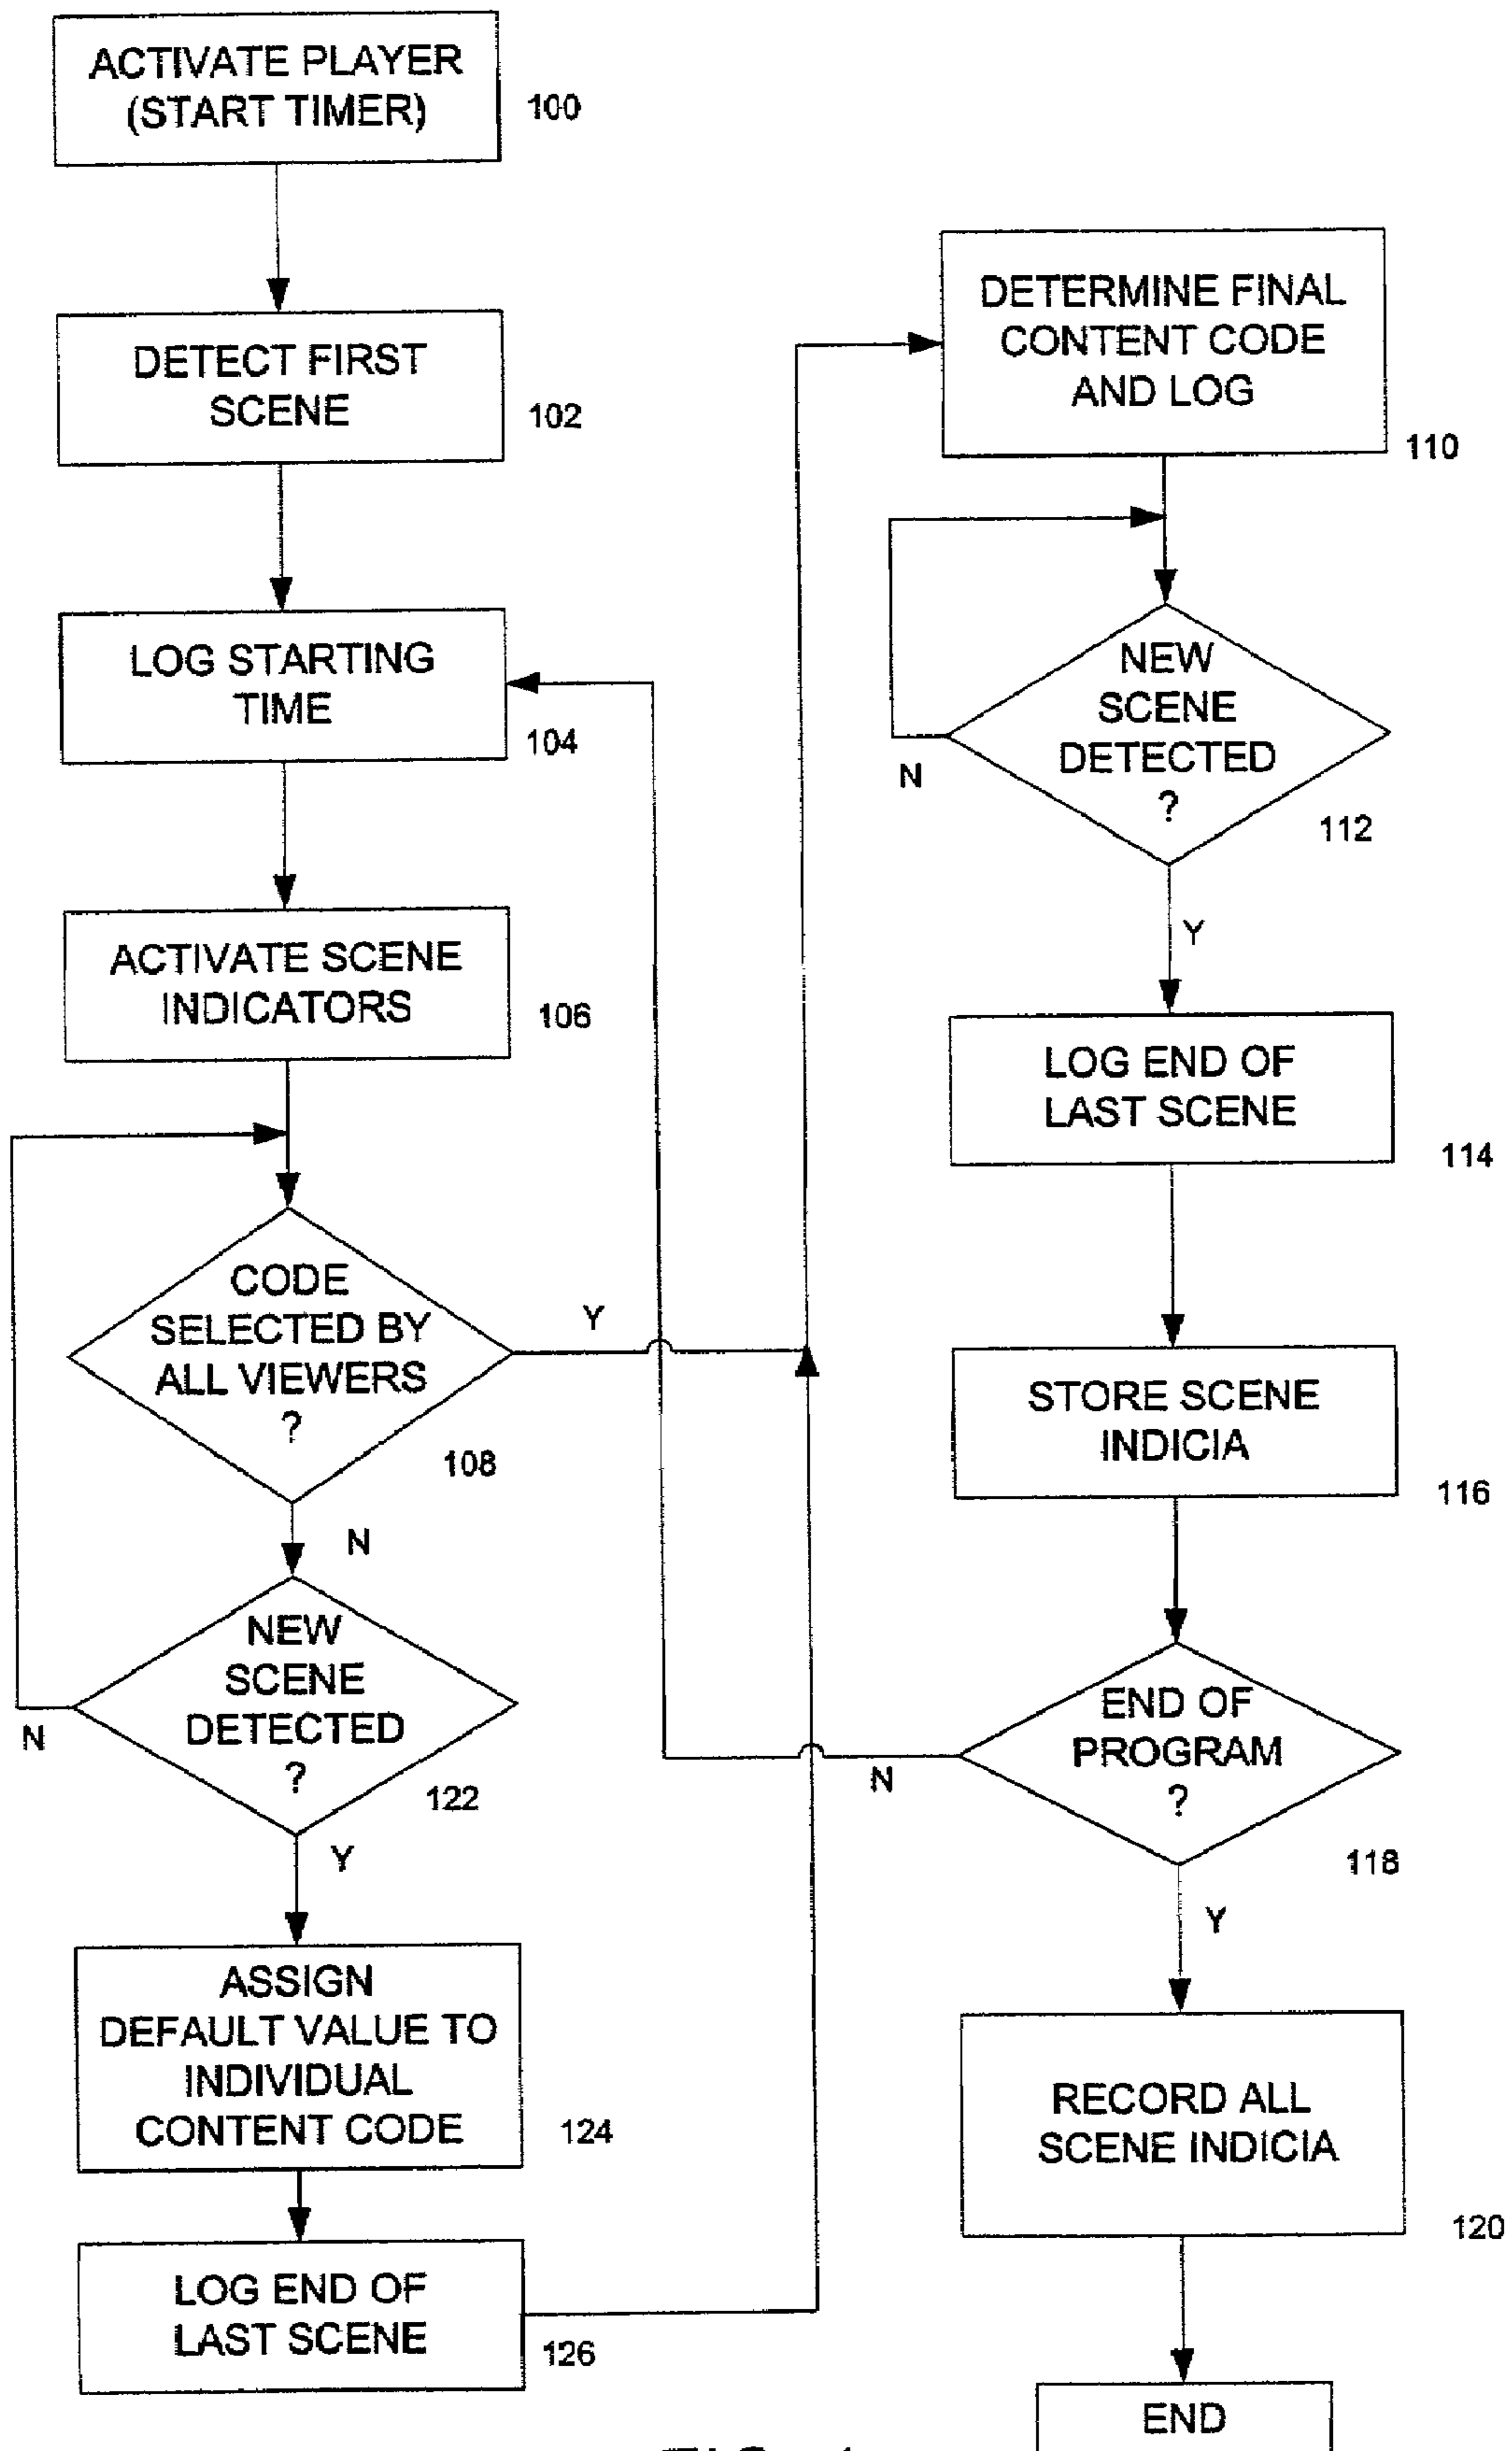 ACTIVATE PLAYER
(START TIMER)
100
DETECT FIRST
SCENE
102
LOG STARTING
TIME
104
ACTIVATE SCENE
INDICATORS
106
CODE
SELECTED BY
ALL VIEWERS
?
108
Y
N
NEW
SCENE
DETECTED
?
122
N
Y
ASSIGN
DEFAULT VALUE TO
INDIVIDUAL
CONTENT CODE
124
LOG END OF
LAST SCENE
126
DETERMINE FINAL
CONTENT CODE
AND LOG
110
NEW
SCENE
DETECTED
?
112
N
Y
LOG END OF
LAST SCENE
114
STORE SCENE
INDICIA
116
END OF
PROGRAM
?
118
N
Y
RECORD ALL
SCENE INDICIA
120
END